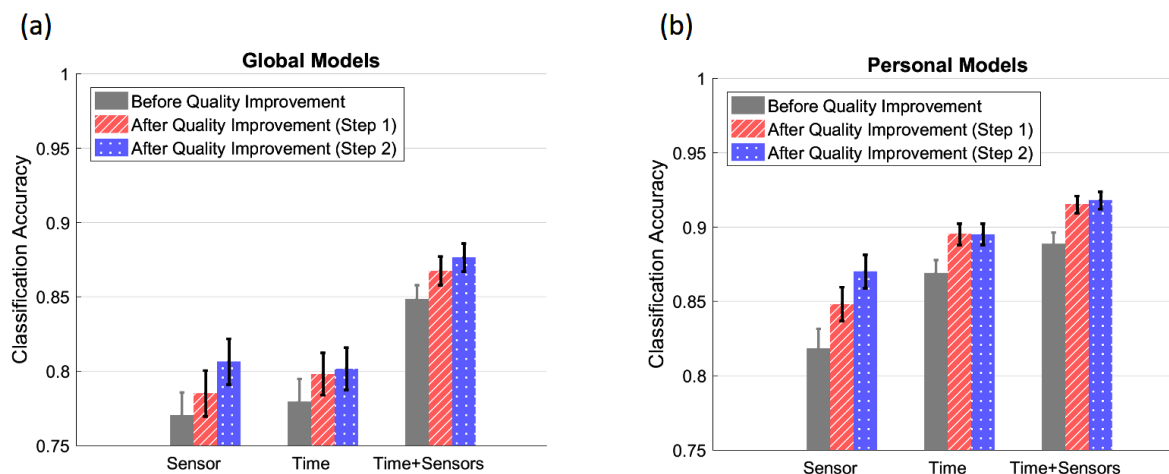 (a)
Global Models
1
0.95
0.9
0.85
0.8
0.75
Classification Accuracy
Before Quality Improvement
After Quality Improvement (Step 1)
After Quality Improvement (Step 2)
Sensor Time Time+Sensors
(b)
Personal Models
1
0.95
0.9
0.85
0.8
0.75
Classification Accuracy
Before Quality Improvement
After Quality Improvement (Step 1)
After Quality Improvement (Step 2)
Sensor Time Time+Sensors